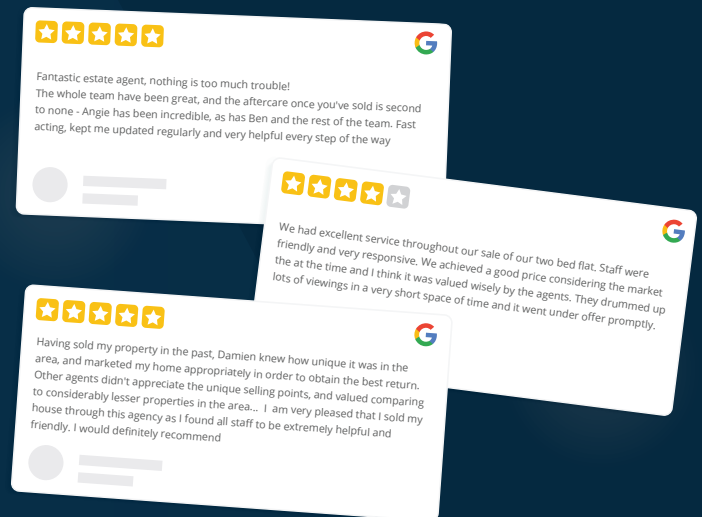 Fantastic estate agent, nothing is too much trouble!
The whole team have been great, and the aftercare once you've sold is second
to none - Angie has been incredible, as has Ben and the rest of the team. Fast
acting, kept me updated regularly and very helpful every step of the way
We had excellent service throughout our sale of our two bed flat. Staff were
friendly and very responsive. We achieved a good price considering the market
the at the time and I think it was valued wisely by the agents. They drummed up
lots of viewings in a very short space of time and it went under offer promptly.
Having sold my property in the past, Damien knew how unique it was in the
area, and marketed my home appropriately in order to obtain the best return.
Other agents didn't appreciate the unique selling points, and valued comparing
to considerably lesser properties in the area... I am very pleased that I sold my
house through this agency as I found all staff to be extremely helpful and
friendly. I would definitely recommend